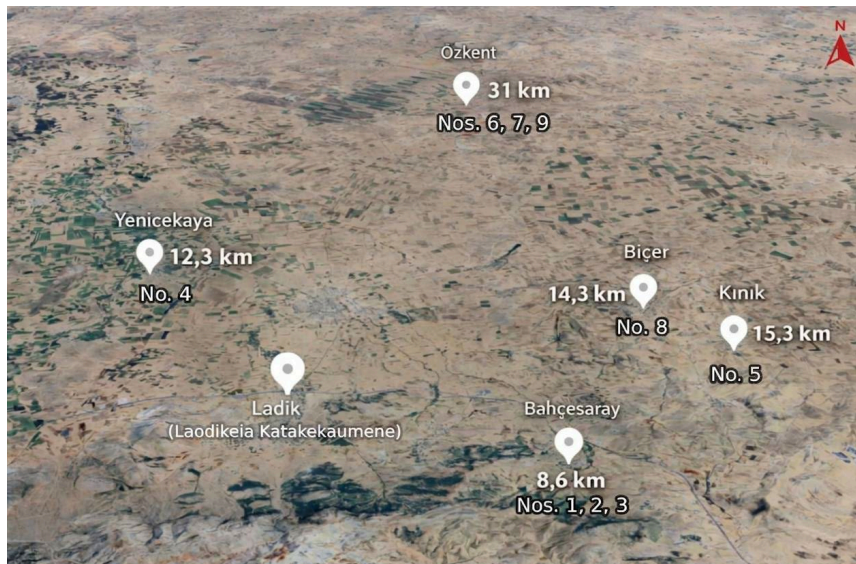 N
Özkent
31 km
Nos. 6, 7, 9
Yenicekaya
12,3 km
No. 4
Biçer
14,3 km
No. 8
Kınık
15,3 km
No. 5
Ladik
(Laodikeia Katakekaumene)
Bahçesaray
8,6 km
Nos. 1, 2, 3